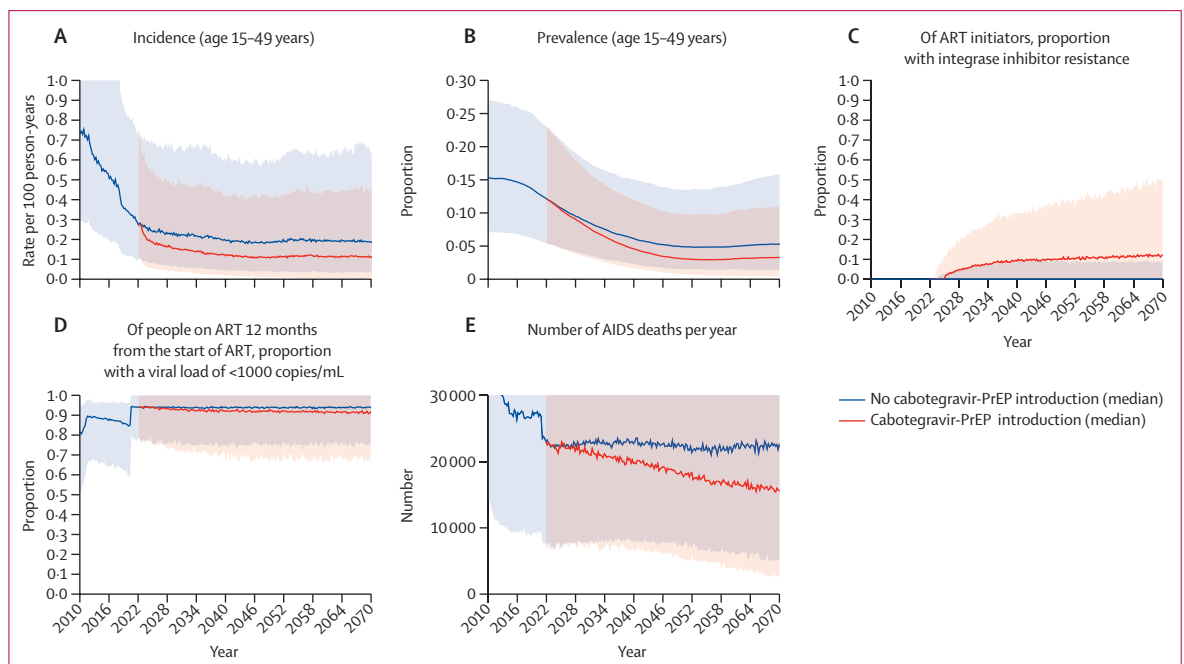 A
Incidence (age 15–49 years)
Rate per 100 person-years
1·0
0·9
0·8
0·7
0·6
0·5
0·4
0·3
0·2
0·1
0·0
B
Prevalence (age 15–49 years)
Proportion
0·30
0·25
0·20
0·15
0·10
0·05
0
C
Of ART initiators, proportion
with integrase inhibitor resistance
Proportion
1·0
0·9
0·8
0·7
0·6
0·5
0·4
0·3
0·2
0·1
0·0
2010 2016 2022 2028 2034 2040 2046 2052 2058 2064 2070
Year
D
Of people on ART 12 months
from the start of ART, proportion
with a viral load of <1000 copies/mL
Proportion
1·0
0·9
0·8
0·7
0·6
0·5
0·4
0·3
0·2
0·1
0·0
2010 2016 2022 2028 2034 2040 2046 2052 2058 2064 2070
Year
E
Number of AIDS deaths per year
Number
30 000
20 000
10 000
0
2010 2016 2022 2028 2034 2040 2046 2052 2058 2064 2070
Year
No cabotegravir-PrEP introduction (median)
Cabotegravir-PrEP introduction (median)